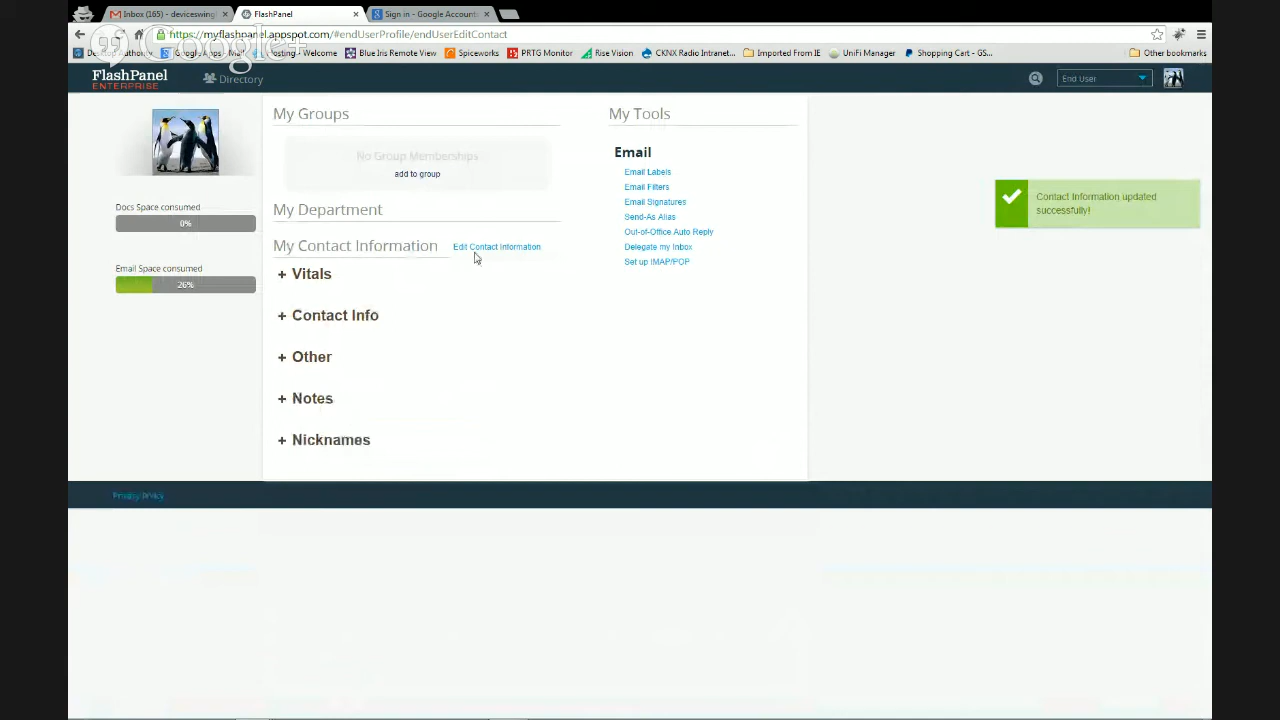 Inbox (165) - deviceswing
FlashPanel
Sign in - Google Account
https://myflashpanel.appspot.com/#endUserProfile/endUserEditContact
Google+
Testing - Welcome
Blue Iris Remote View
Spiceworks
PRTG Monitor
Rise Vision
CKNX Radio Intranet...
Imported From IE
UniFi Manager
Shopping Cart - GS...
Other bookmarks
FlashPanel
ENTERPRISE
Directory
End User
My Groups
My Tools
No Group Memberships
add to group
Email
Email Labels
Email Filters
Email Signatures
Send-As Alias
Out-of-Office Auto Reply
Delegate my Inbox
Set up IMAP/POP
Contact Information updated
successfully!
Docs Space consumed
0%
Email Space consumed
26%
My Department
My Contact Information
Edit Contact Information
+ Vitals
+ Contact Info
+ Other
+ Notes
+ Nicknames